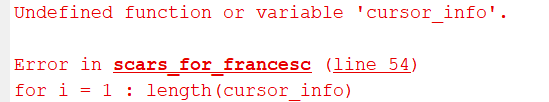 Undefined function or variable 'cursor_info'.
Error in scars_for_francesc (line 54)
for i = 1 : length(cursor_info)